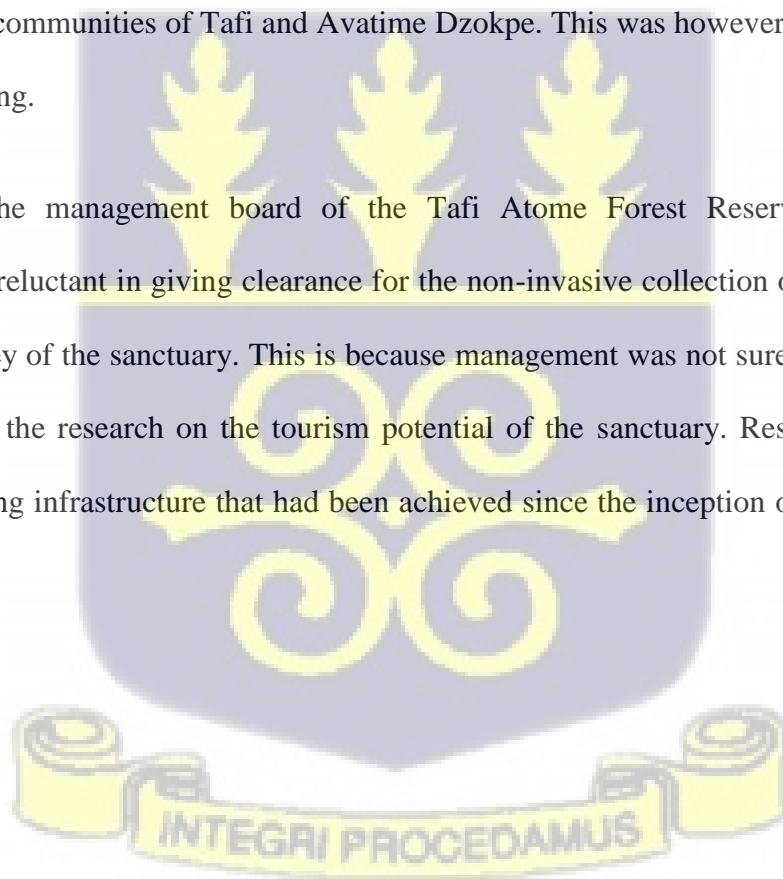 communities of Tafi and Avatime Dzokpe. This was however
ng.
he management board of the Tafi Atome Forest Reser
reluctant in giving clearance for the non-invasive collection o
ey of the sanctuary. This is because management was not sure
the research on the tourism potential of the sanctuary. Res
ng infrastructure that had been achieved since the inception o
INTEGRI PROCEDAMUS